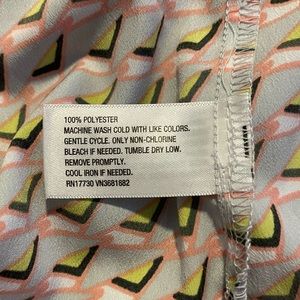 100% POLYESTER
MACHINE WASH COLD WITH LIKE COLORS.
GENTLE CYCLE. ONLY NON-CHLORINE
BLEACH IF NEEDED. TUMBLE DRY LOW.
REMOVE PROMPTLY.
COOL IRON IF NEEDED.
RN17730 VN3681682